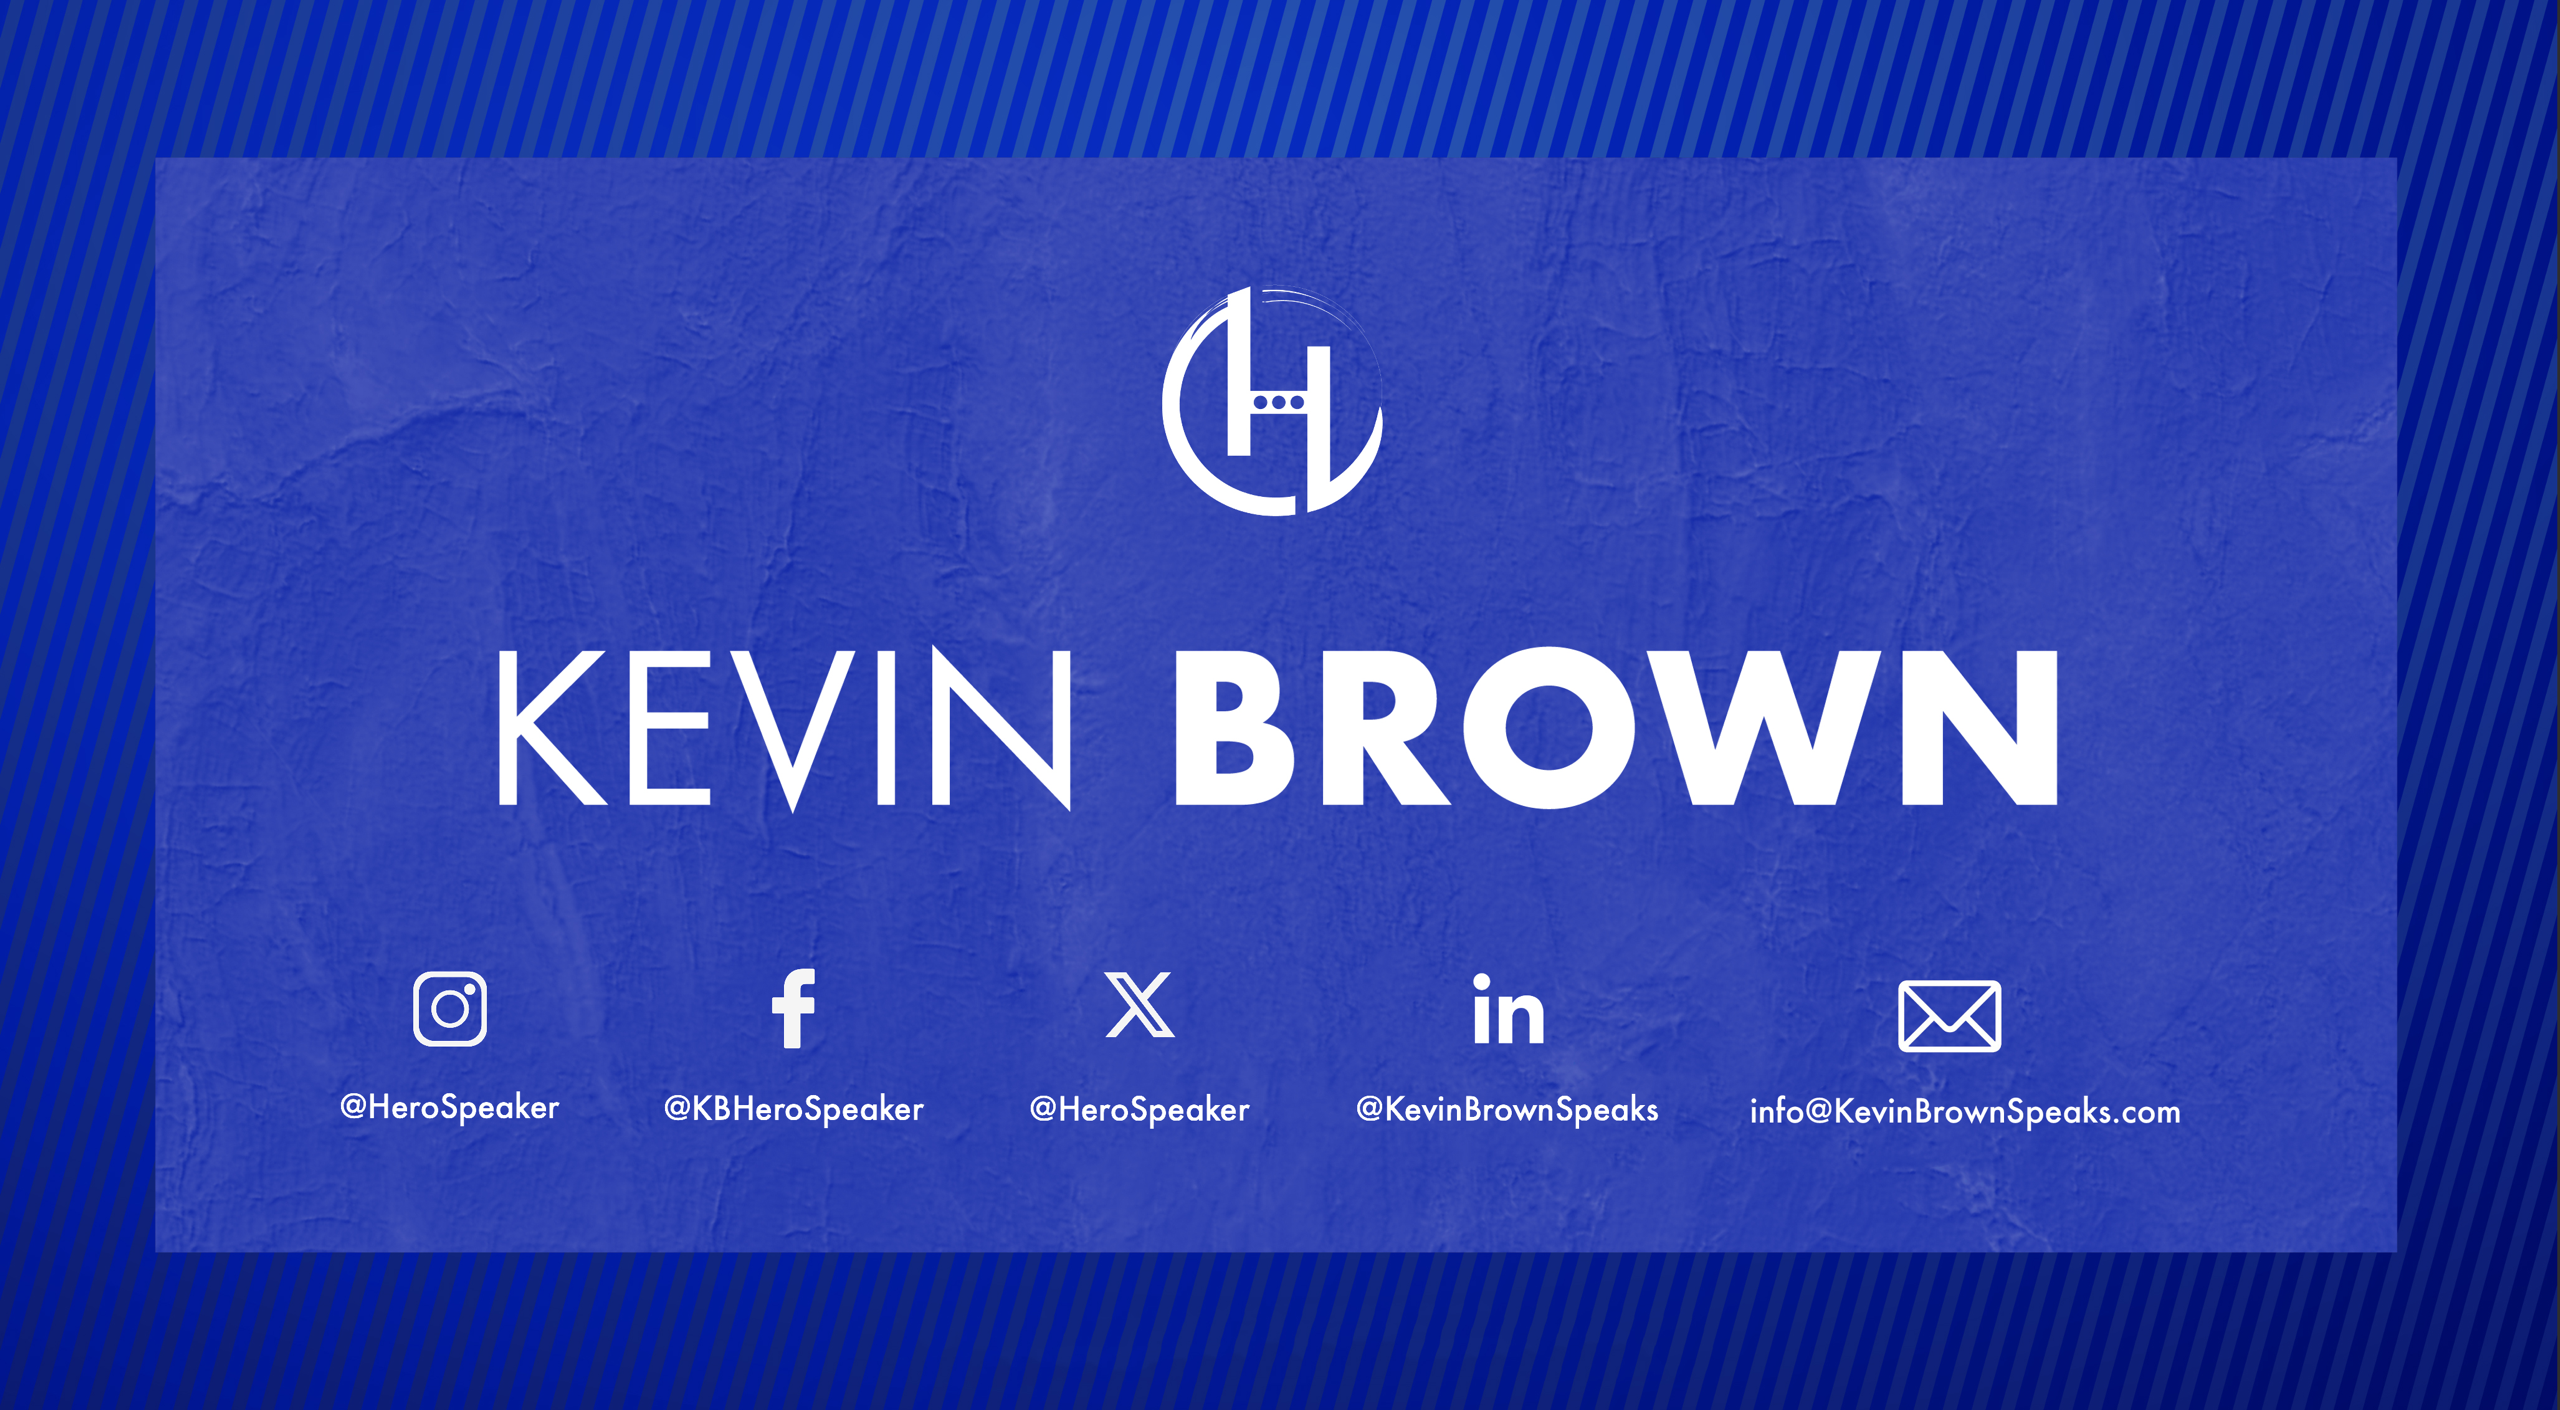 H
KEVIN BROWN
@HeroSpeaker
@KBHeroSpeaker
@HeroSpeaker
@KevinBrownSpeaks
info@KevinBrownSpeaks.com